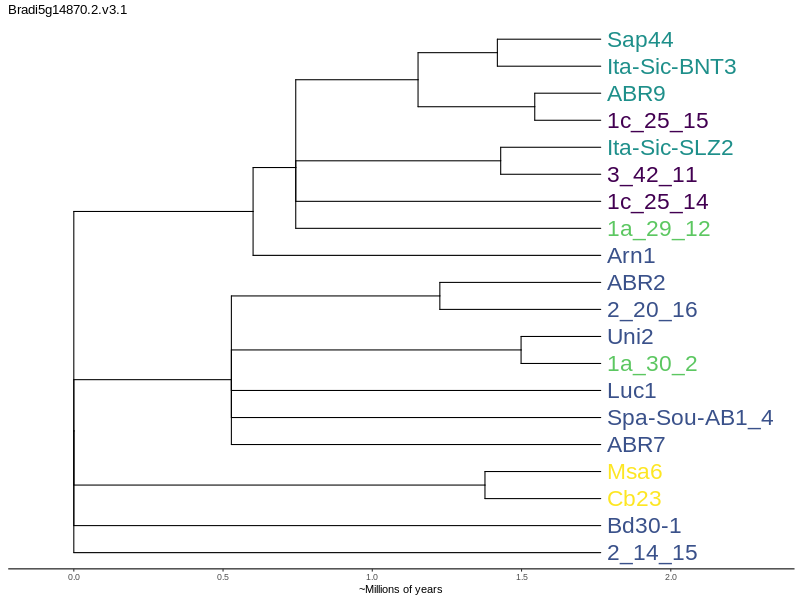 Bradi5g14870.2.v3.1
Sap44
Ita-Sic-BNT3
ABR9
1c_25_15
Ita-Sic-SLZ2
3_42_11
1c_25_14
1a_29_12
Arn1
ABR2
2_20_16
Uni2
1a_30_2
Luc1
Spa-Sou-AB1_4
ABR7
Msa6
Cb23
Bd30-1
2_14_15
0.0 0.5 1.0 1.5 2.0
~Millions of years